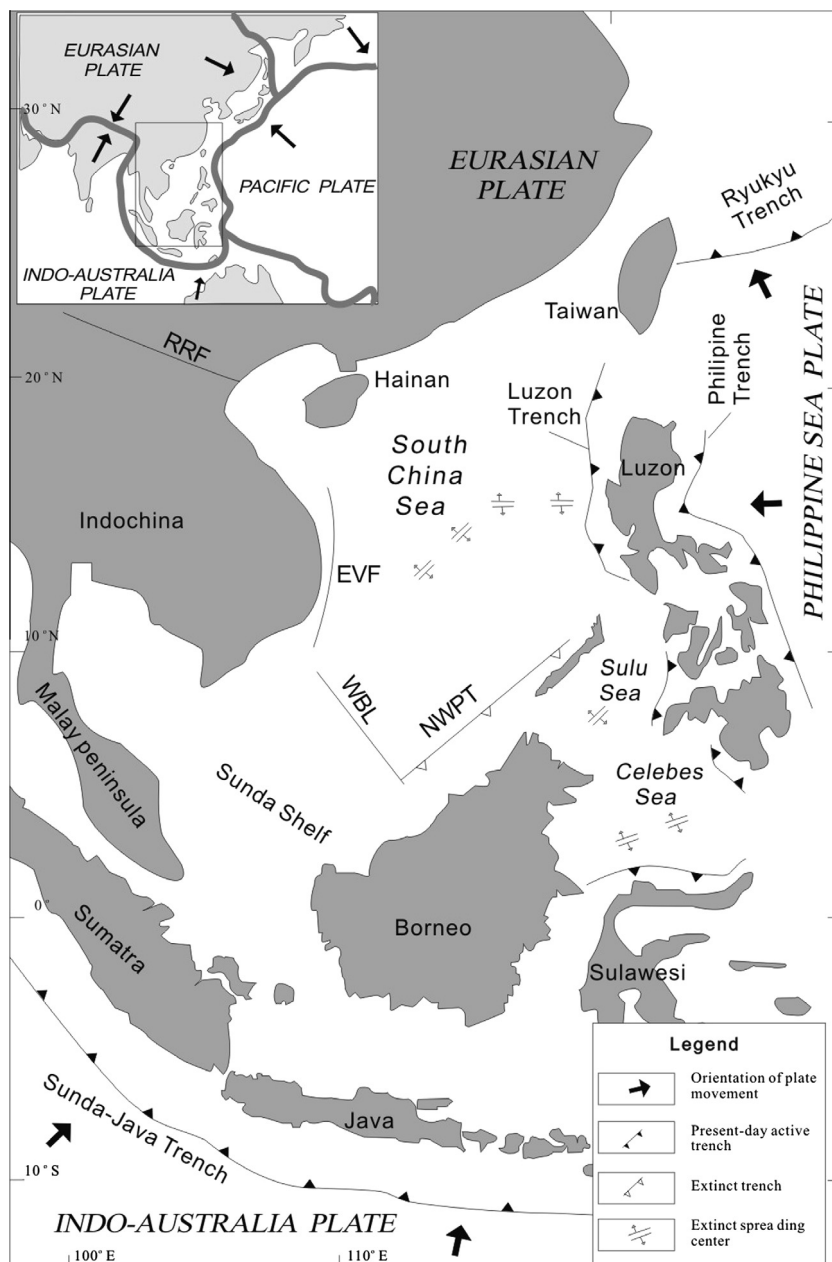 EURASIAN
PLATE
30°N
PACIFIC PLATE
INDO-AUSTRALIA
PLATE
EURASIAN
PLATE
Ryukyu
Trench
Taiwan
RRF
20°N
Hainan
Luzon
Trench
Philipine
Trench
PHILIPPINE SEA PLATE
South
China
Sea
Luzon
Indochina
EVF
10°N
WBL
NWPT
Sulu
Sea
Malay peninsula
Sunda Shelf
Celebes
Sea
0°
Sumatra
Borneo
Sulawesi
Sunda-Java Trench
Java
10°S
INDO-AUSTRALIA PLATE
100°E
110°E
Legend
Orientation of plate
movement
Present-day active
trench
Extinct trench
Extinct sprea ding
center